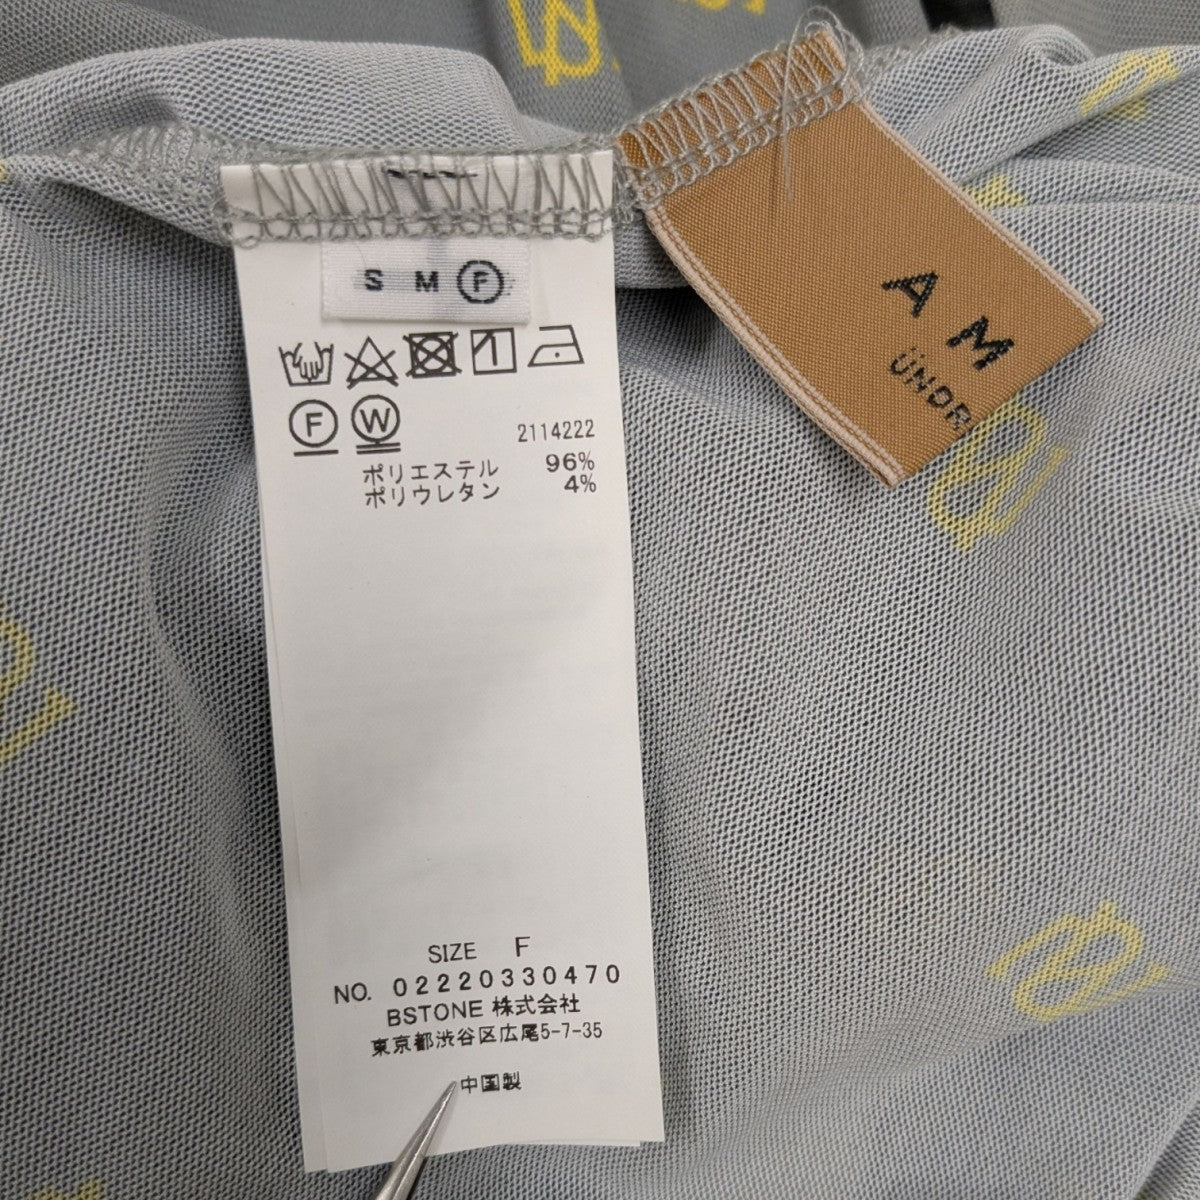 S M F
F W
2114222
ポリエステル 96%
ポリウレタン 4%
SIZE F
NO. 02220330470
BSTONE 株式会社
東京都渋谷区広尾5-7-35
中国製
A M
UNDR